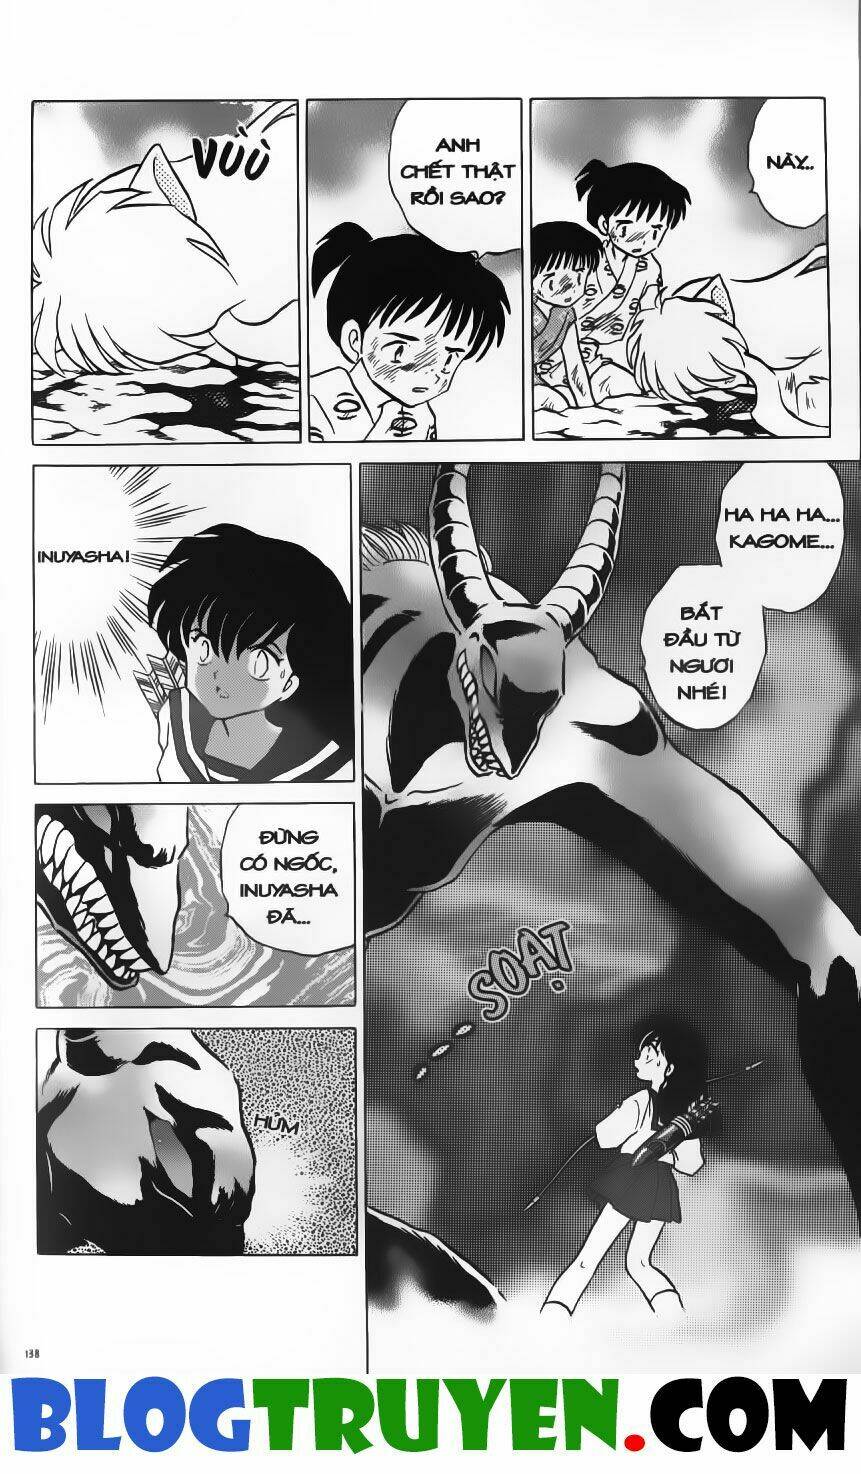 NÀY...
ANH
CHẾT THẬT
RỒI SAO?
VÙÙ
HA HA HA...
KAGOME...
BẮT
ĐẦU TỪ
NGƯƠI
NHÉ!
SOẠT
INUYASHA!
ĐỪNG
CÓ NGỐC,
INUYASHA
ĐÃ...
HỪM
138
BLOGTRUYEN.COM